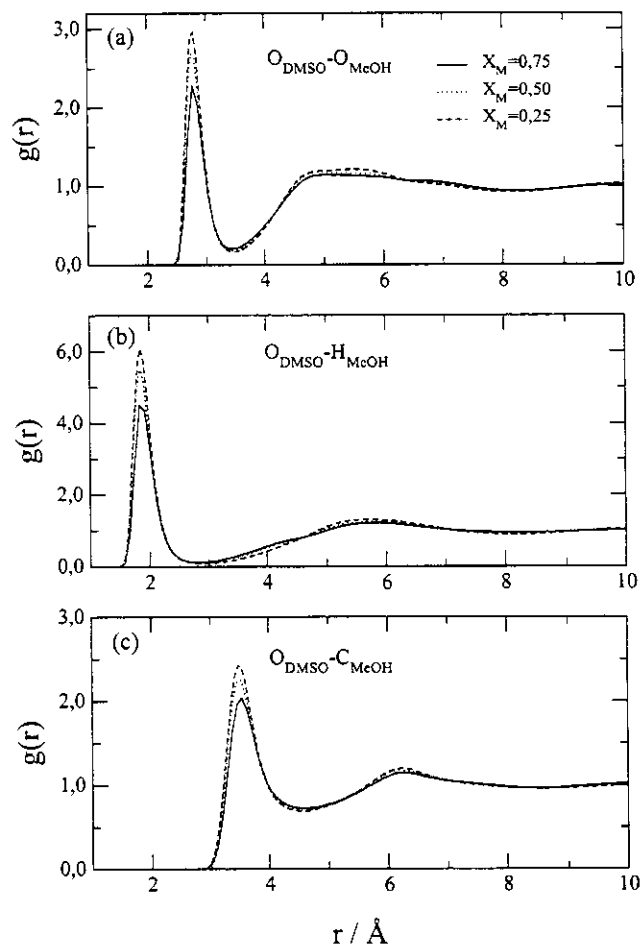 (a)
O_DMSO-O_MeOH
X_M=0,75
X_M=0,50
X_M=0,25
3,0
2,0
1,0
0,0
g(r)
2 4 6 8 10
(b)
O_DMSO-H_MeOH
6,0
4,0
2,0
0,0
g(r)
2 4 6 8 10
(c)
O_DMSO-C_MeOH
3,0
2,0
1,0
0,0
g(r)
2 4 6 8 10
r / Å